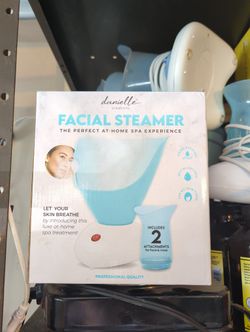 danielle
FACIAL STEAMER
THE PERFECT AT-HOME SPA EXPERIENCE
LET YOUR
SKIN BREATHE
by introducing this
luxe at-home
spa treatment!
INCLUDES
2
ATTACHMENTS
PROFESSIONAL QUALITY